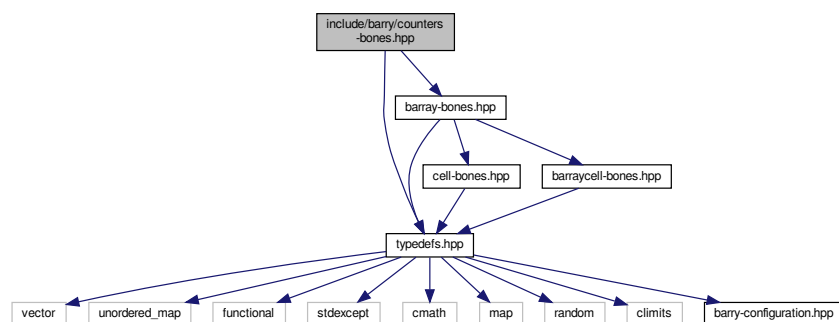 include/barry/counters
-bones.hpp
barray-bones.hpp
cell-bones.hpp
barraycell-bones.hpp
typedefs.hpp
vector
unordered_map
functional
stdexcept
cmath
map
random
climits
barry-configuration.hpp